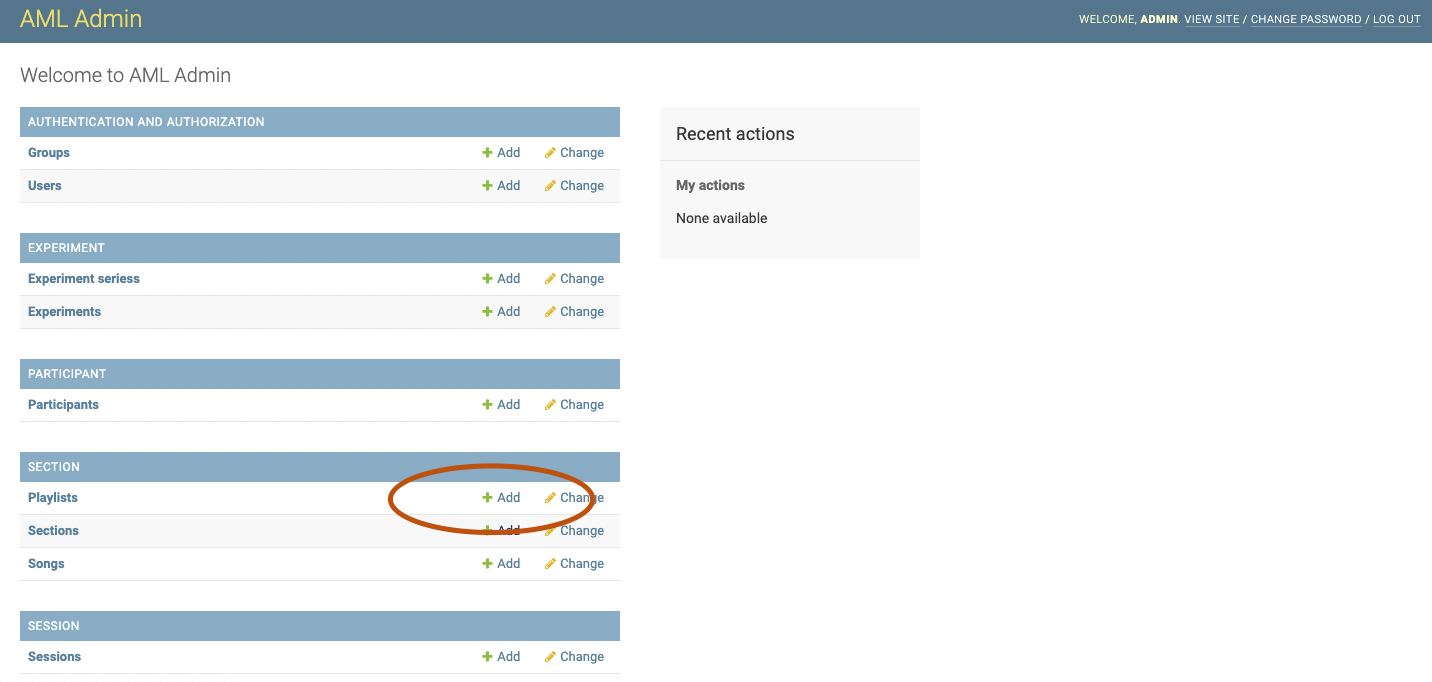 AML Admin
WELCOME, ADMIN. VIEW SITE / CHANGE PASSWORD / LOG OUT
Welcome to AML Admin
AUTHENTICATION AND AUTHORIZATION
Groups Add Change
Users Add Change
EXPERIMENT
Experiment seriess Add Change
Experiments Add Change
PARTICIPANT
Participants Add Change
SECTION
Playlists Add Change
Sections Add Change
Songs Add Change
SESSION
Sessions Add Change
Recent actions
My actions
None available